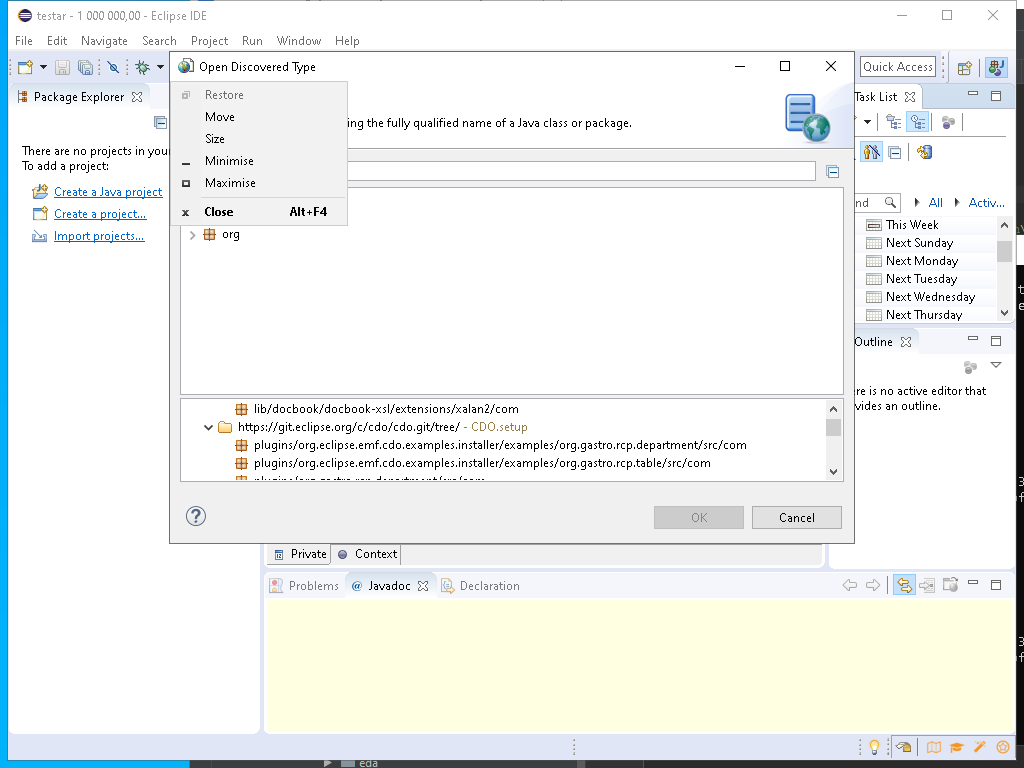 testar - 1 000 000,00 - Eclipse IDE
File Edit Navigate Search Project Run Window Help
Quick Access
Open Discovered Type
Package Explorer
Task List
Restore
Move
Size
Minimise
Maximise
Close Alt+F4
ing the fully qualified name of a Java class or package.
There are no projects in your
To add a project:
Create a Java project
Create a project...
Import projects...
org
nd
All
Activ...
This Week
Next Sunday
Next Monday
Next Tuesday
Next Wednesday
Next Thursday
Outline
re is no active editor that
vides an outline.
lib/docbook/docbook-xsl/extensions/xalan2/com
https://git.eclipse.org/c/cdo/cdo.git/tree/ - CDO.setup
plugins/org.eclipse.emf.cdo.examples.installer/examples/org.gastro.rcp.department/src/com
plugins/org.eclipse.emf.cdo.examples.installer/examples/org.gastro.rcp.table/src/com
OK
Cancel
Private
Context
Problems
@ Javadoc
Declaration
eda